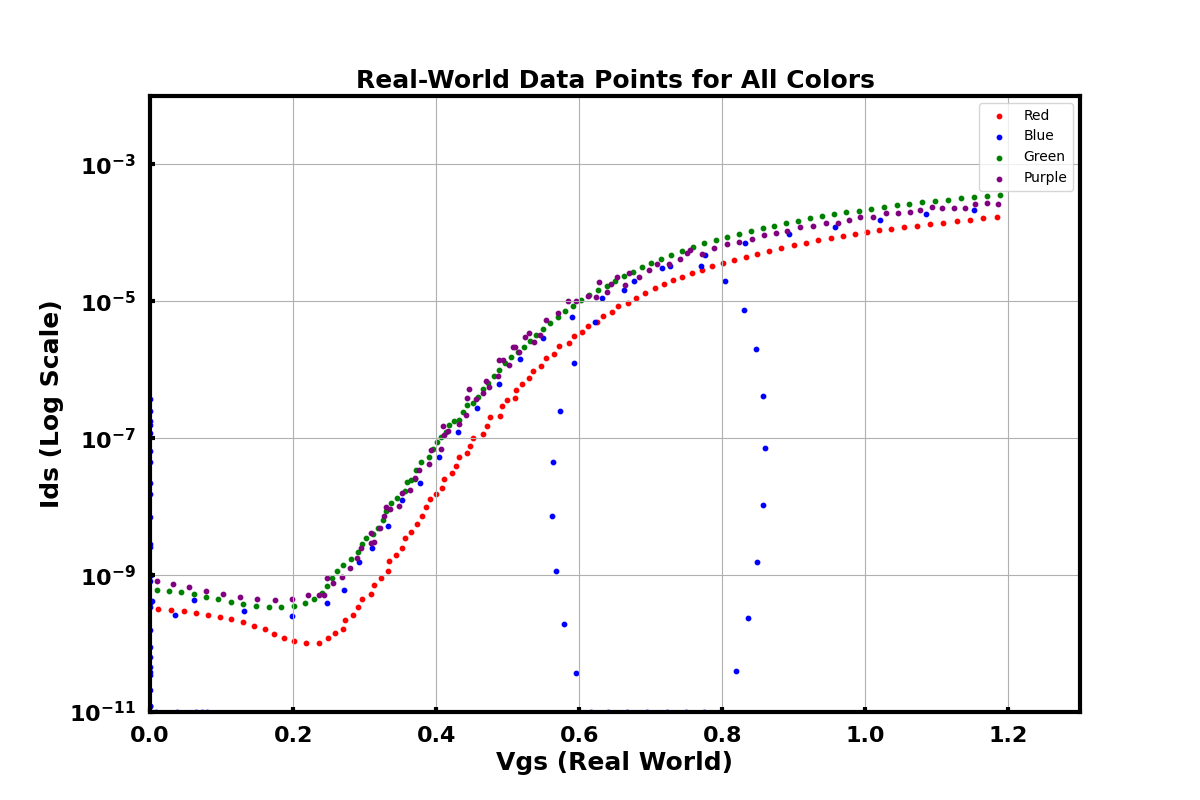 Real-World Data Points for All Colors
Red
Blue
Green
Purple
Ids (Log Scale)
10⁻³
10⁻⁵
10⁻⁷
10⁻⁹
10⁻¹¹
0.0 0.2 0.4 0.6 0.8 1.0 1.2
Vgs (Real World)